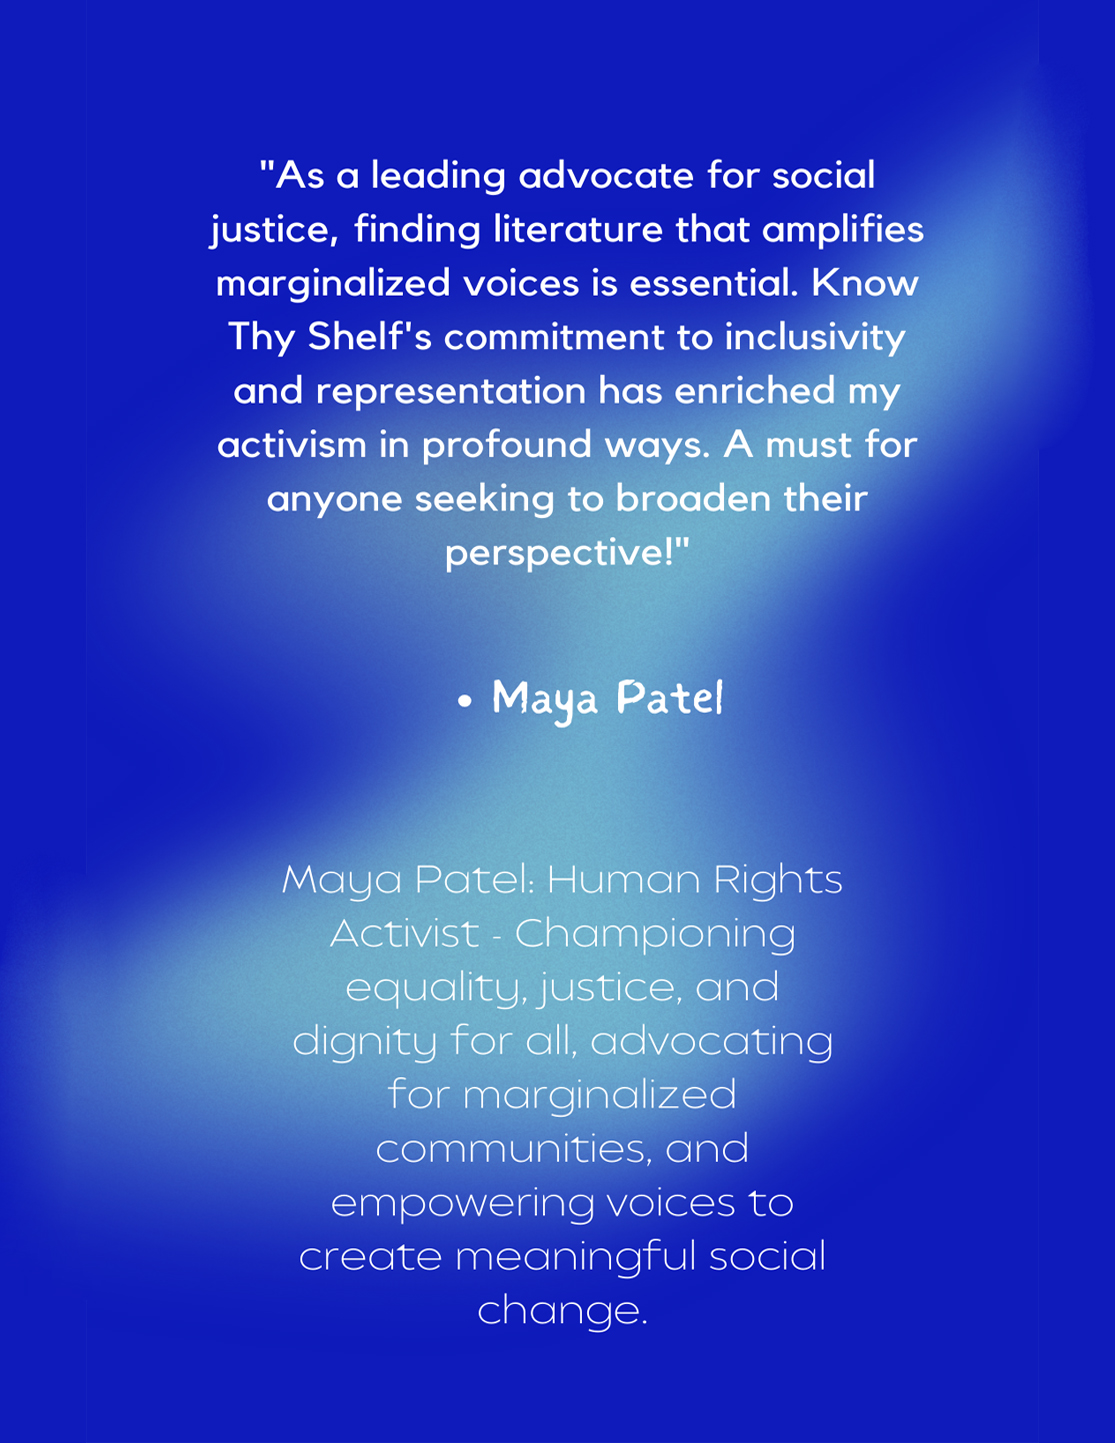 "As a leading advocate for social
justice, finding literature that amplifies
marginalized voices is essential. Know
Thy Shelf's commitment to inclusivity
and representation has enriched my
activism in profound ways. A must for
anyone seeking to broaden their
perspective!"
• Maya Patel
Maya Patel: Human Rights
Activist - Championing
equality, justice, and
dignity for all, advocating
for marginalized
communities, and
empowering voices to
create meaningful social
change.